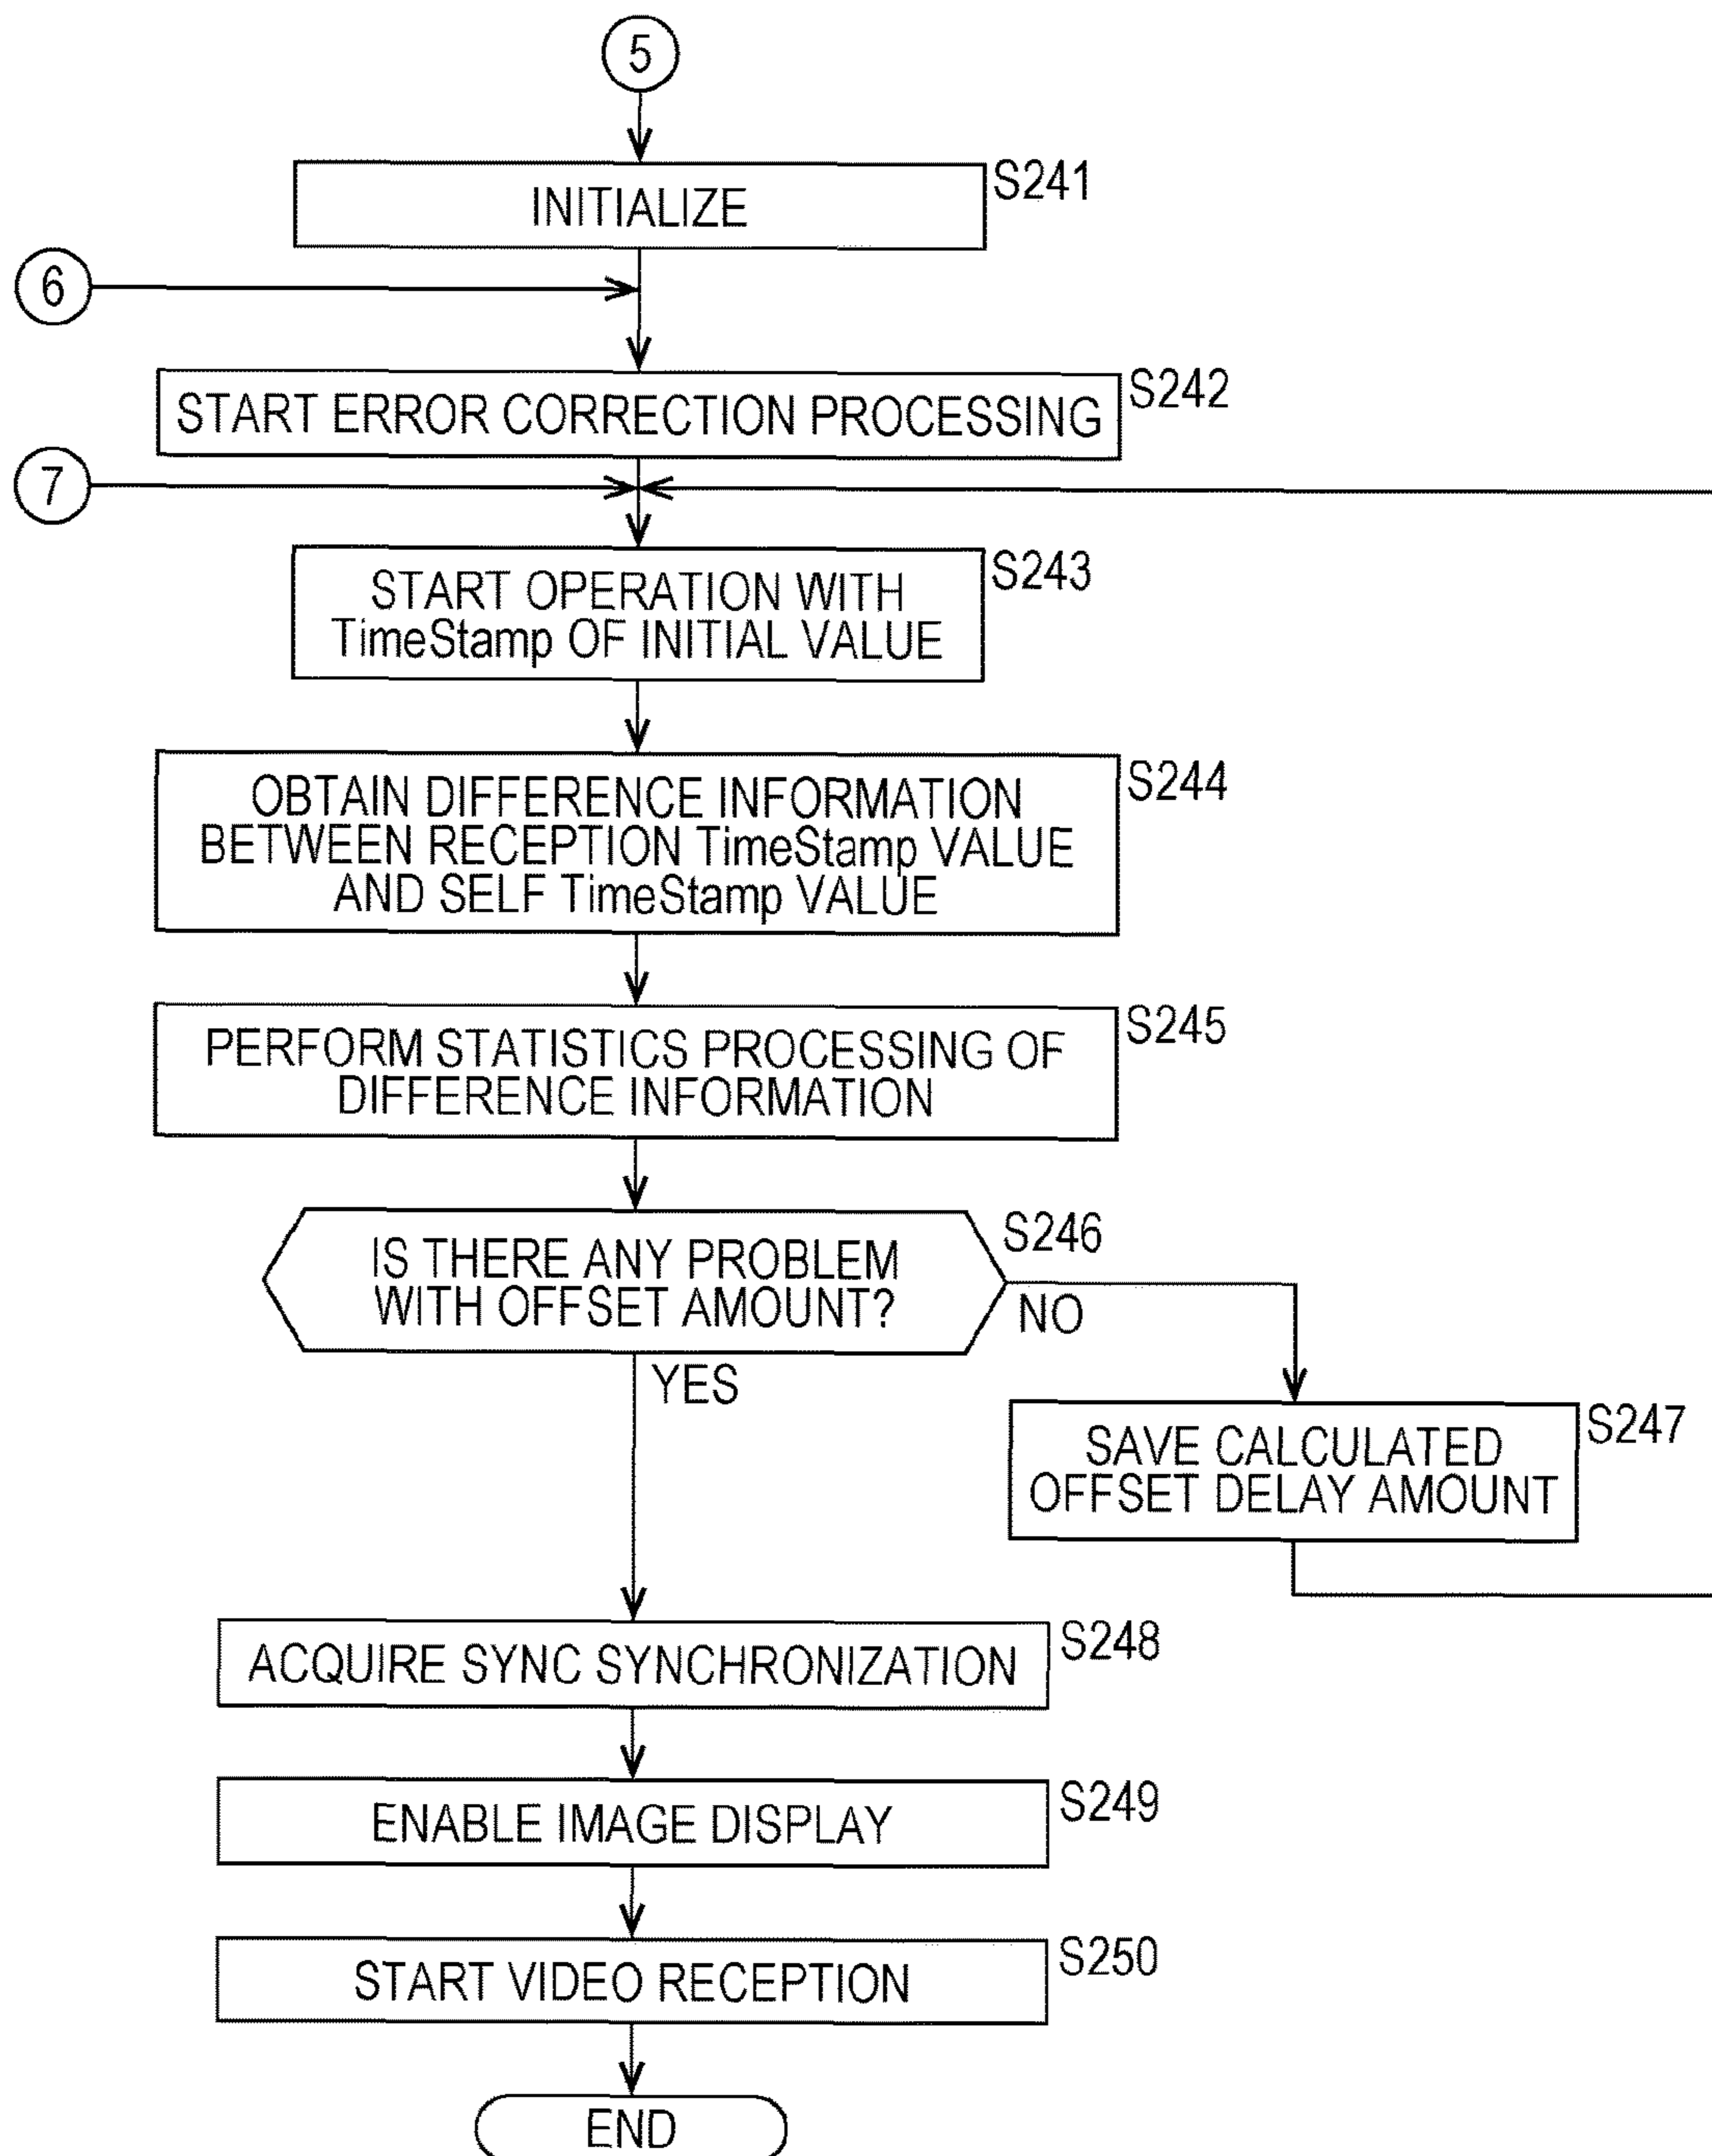 5
INITIALIZE
S241
6
START ERROR CORRECTION PROCESSING
S242
7
START OPERATION WITH
TimeStamp OF INITIAL VALUE
S243
OBTAIN DIFFERENCE INFORMATION
BETWEEN RECEPTION TimeStamp VALUE
AND SELF TimeStamp VALUE
S244
PERFORM STATISTICS PROCESSING OF
DIFFERENCE INFORMATION
S245
IS THERE ANY PROBLEM
WITH OFFSET AMOUNT?
S246
NO
YES
SAVE CALCULATED
OFFSET DELAY AMOUNT
S247
ACQUIRE SYNC SYNCHRONIZATION
S248
ENABLE IMAGE DISPLAY
S249
START VIDEO RECEPTION
S250
END